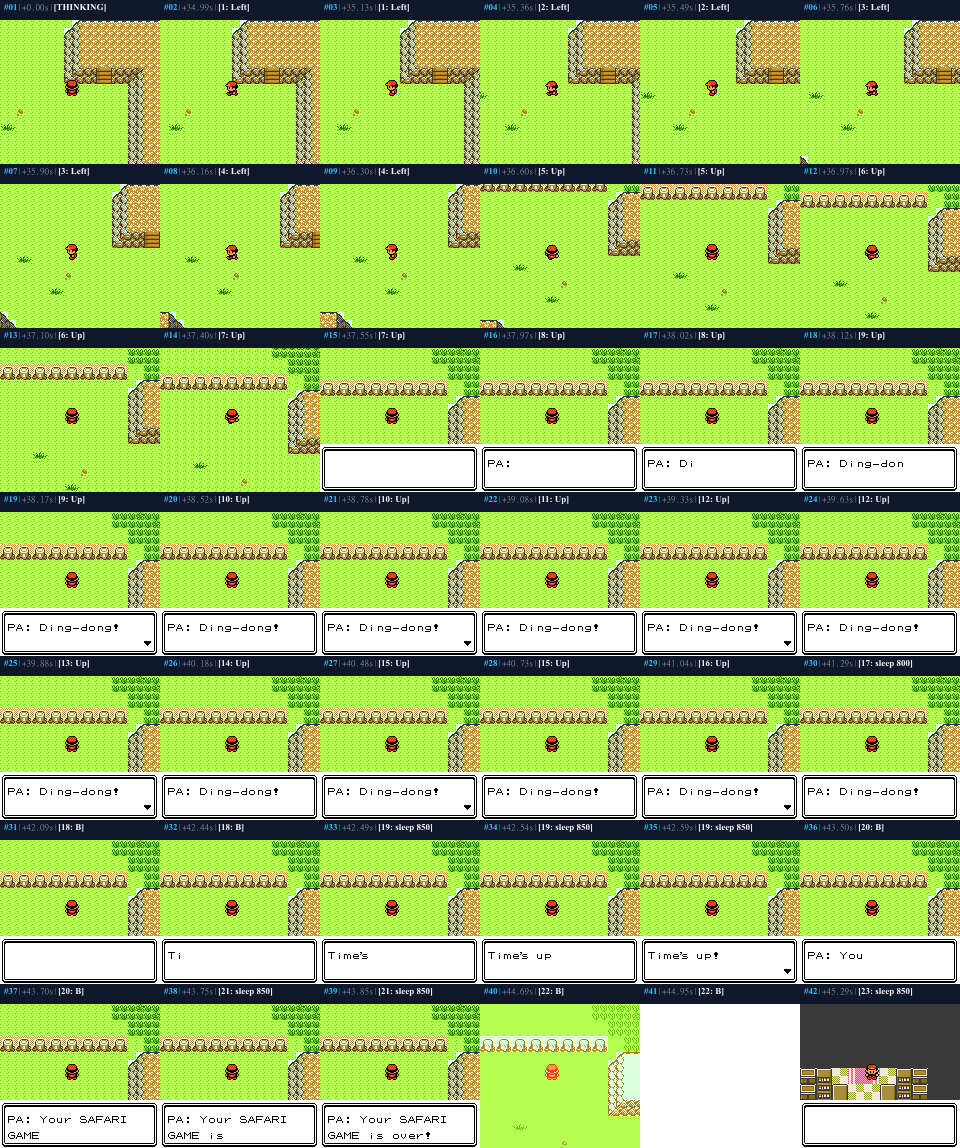 #01 | +0.00s | [THINKING]
#02 | +34.99s | [1: Left]
#03 | +35.13s | [1: Left]
#04 | +35.36s | [2: Left]
#05 | +35.49s | [2: Left]
#06 | +35.76s | [3: Left]
#07 | +35.90s | [3: Left]
#08 | +36.16s | [4: Left]
#09 | +36.30s | [4: Left]
#10 | +36.60s | [5: Up]
#11 | +36.73s | [5: Up]
#12 | +36.97s | [6: Up]
#13 | +37.10s | [6: Up]
#14 | +37.40s | [7: Up]
#15 | +37.55s | [7: Up]
#16 | +37.97s | [8: Up]
#17 | +38.02s | [8: Up]
#18 | +38.12s | [9: Up]
PA:
PA: Di
PA: Ding-don
#19 | +38.17s | [9: Up]
#20 | +38.52s | [10: Up]
#21 | +38.78s | [10: Up]
#22 | +39.08s | [11: Up]
#23 | +39.33s | [12: Up]
#24 | +39.63s | [12: Up]
PA: Ding-dong!
PA: Ding-dong!
PA: Ding-dong!
PA: Ding-dong!
PA: Ding-dong!
PA: Ding-dong!
#25 | +39.88s | [13: Up]
#26 | +40.18s | [14: Up]
#27 | +40.48s | [15: Up]
#28 | +40.73s | [15: Up]
#29 | +41.04s | [16: Up]
#30 | +41.29s | [17: sleep 800]
PA: Ding-dong!
PA: Ding-dong!
PA: Ding-dong!
PA: Ding-dong!
PA: Ding-dong!
PA: Ding-dong!
#31 | +42.09s | [18: B]
#32 | +42.44s | [18: B]
#33 | +42.49s | [19: sleep 850]
#34 | +42.54s | [19: sleep 850]
#35 | +42.59s | [19: sleep 850]
#36 | +43.50s | [20: B]
Ti
Time's
Time's up
Time's up!
PA: You
#37 | +43.70s | [20: B]
#38 | +43.75s | [21: sleep 850]
#39 | +43.85s | [21: sleep 850]
#40 | +44.69s | [22: B]
#41 | +44.95s | [22: B]
#42 | +45.29s | [23: sleep 850]
PA: Your SAFARI
GAME
PA: Your SAFARI
GAME is
PA: Your SAFARI
GAME is over!